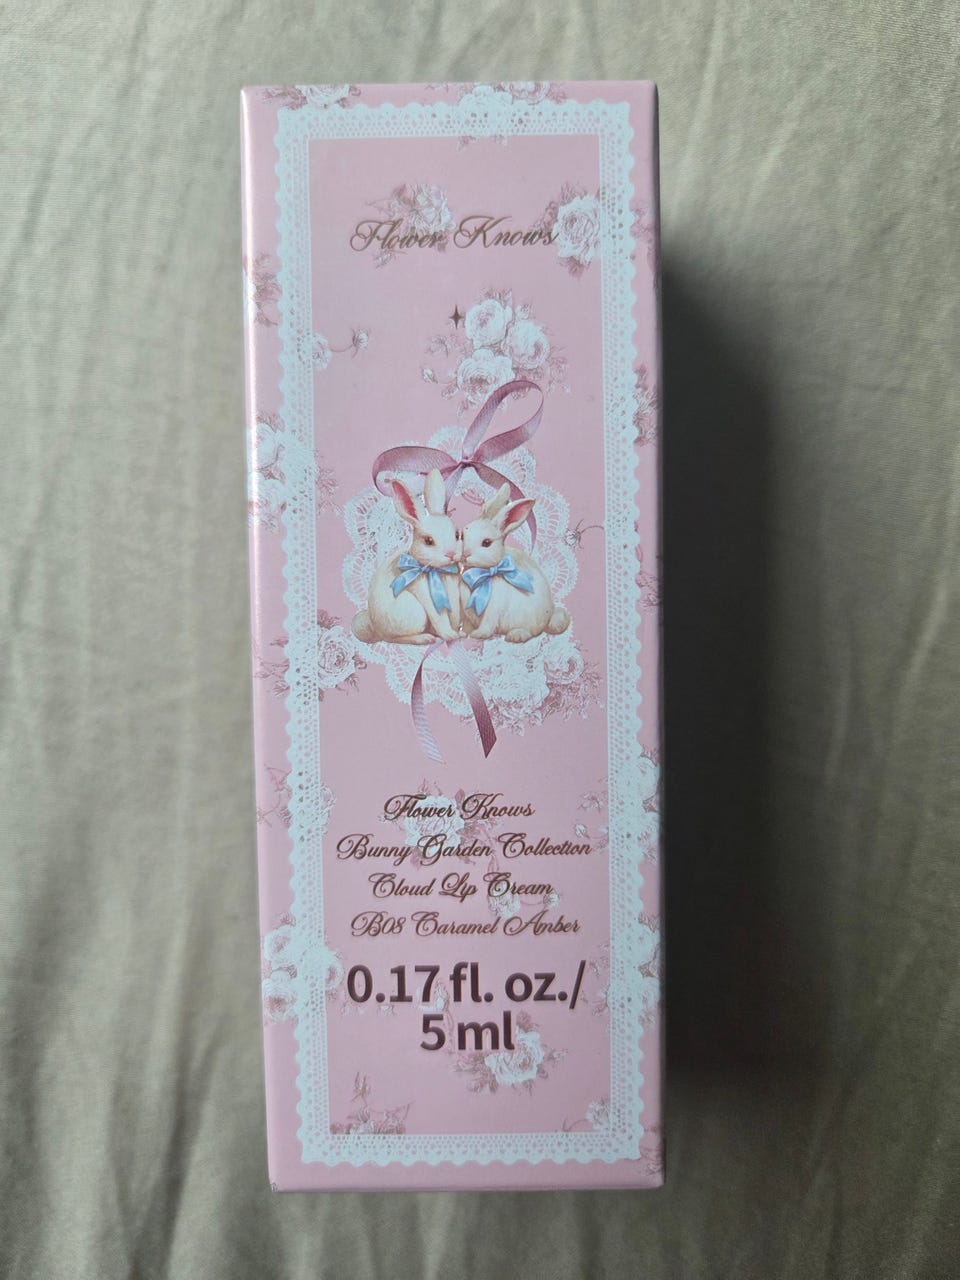 Flower Knows
Flower Knows
Bunny Garden Collection
Cloud Lip Cream
B08 Caramel Amber
0.17 fl. oz./
5 ml